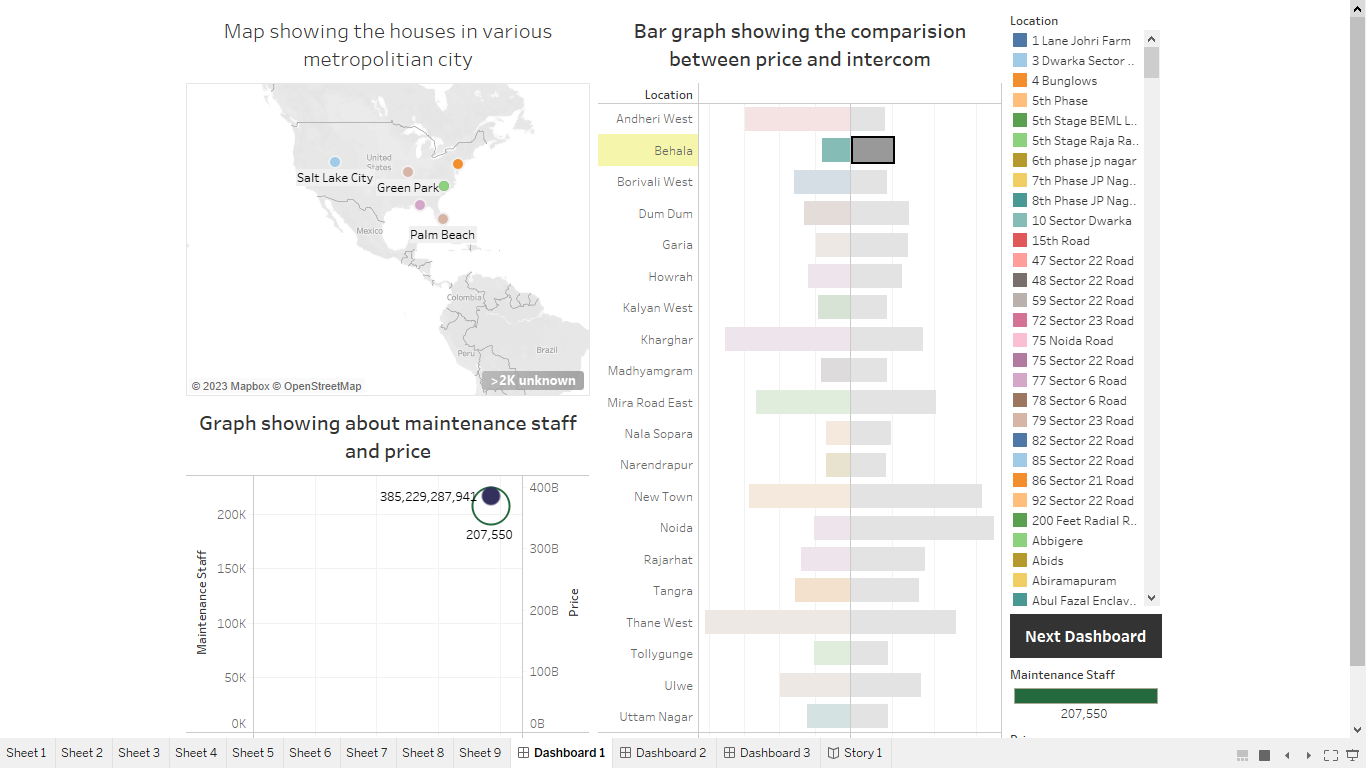 Map showing the houses in various
metropolitian city
United
States
Salt Lake City
Green Park
Mexico
Palm Beach
Colombia
Peru
Brazil
>2K unknown
© 2023 Mapbox © OpenStreetMap
Graph showing about maintenance staff
and price
385,229,287,941
207,550
Maintenance Staff
200K
150K
100K
50K
0K
400B
300B
200B
100B
0B
Price
Bar graph showing the comparision
between price and intercom
Location
Andheri West
Behala
Borivali West
Dum Dum
Garia
Howrah
Kalyan West
Kharghar
Madhyamgram
Mira Road East
Nala Sopara
Narendrapur
New Town
Noida
Rajarhat
Tangra
Thane West
Tollygunge
Ulwe
Uttam Nagar
Location
1 Lane Johri Farm
3 Dwarka Sector ..
4 Bunglows
5th Phase
5th Stage BEML L..
5th Stage Raja Ra..
6th phase jp nagar
7th Phase JP Nag..
8th Phase JP Nag..
10 Sector Dwarka
15th Road
47 Sector 22 Road
48 Sector 22 Road
59 Sector 22 Road
72 Sector 23 Road
75 Noida Road
75 Sector 22 Road
77 Sector 6 Road
78 Sector 6 Road
79 Sector 23 Road
82 Sector 22 Road
85 Sector 22 Road
86 Sector 21 Road
92 Sector 22 Road
200 Feet Radial R..
Abbigere
Abids
Abiramapuram
Abul Fazal Enclav..
Next Dashboard
Maintenance Staff
207,550
Sheet 1
Sheet 2
Sheet 3
Sheet 4
Sheet 5
Sheet 6
Sheet 7
Sheet 8
Sheet 9
Dashboard 1
Dashboard 2
Dashboard 3
Story 1